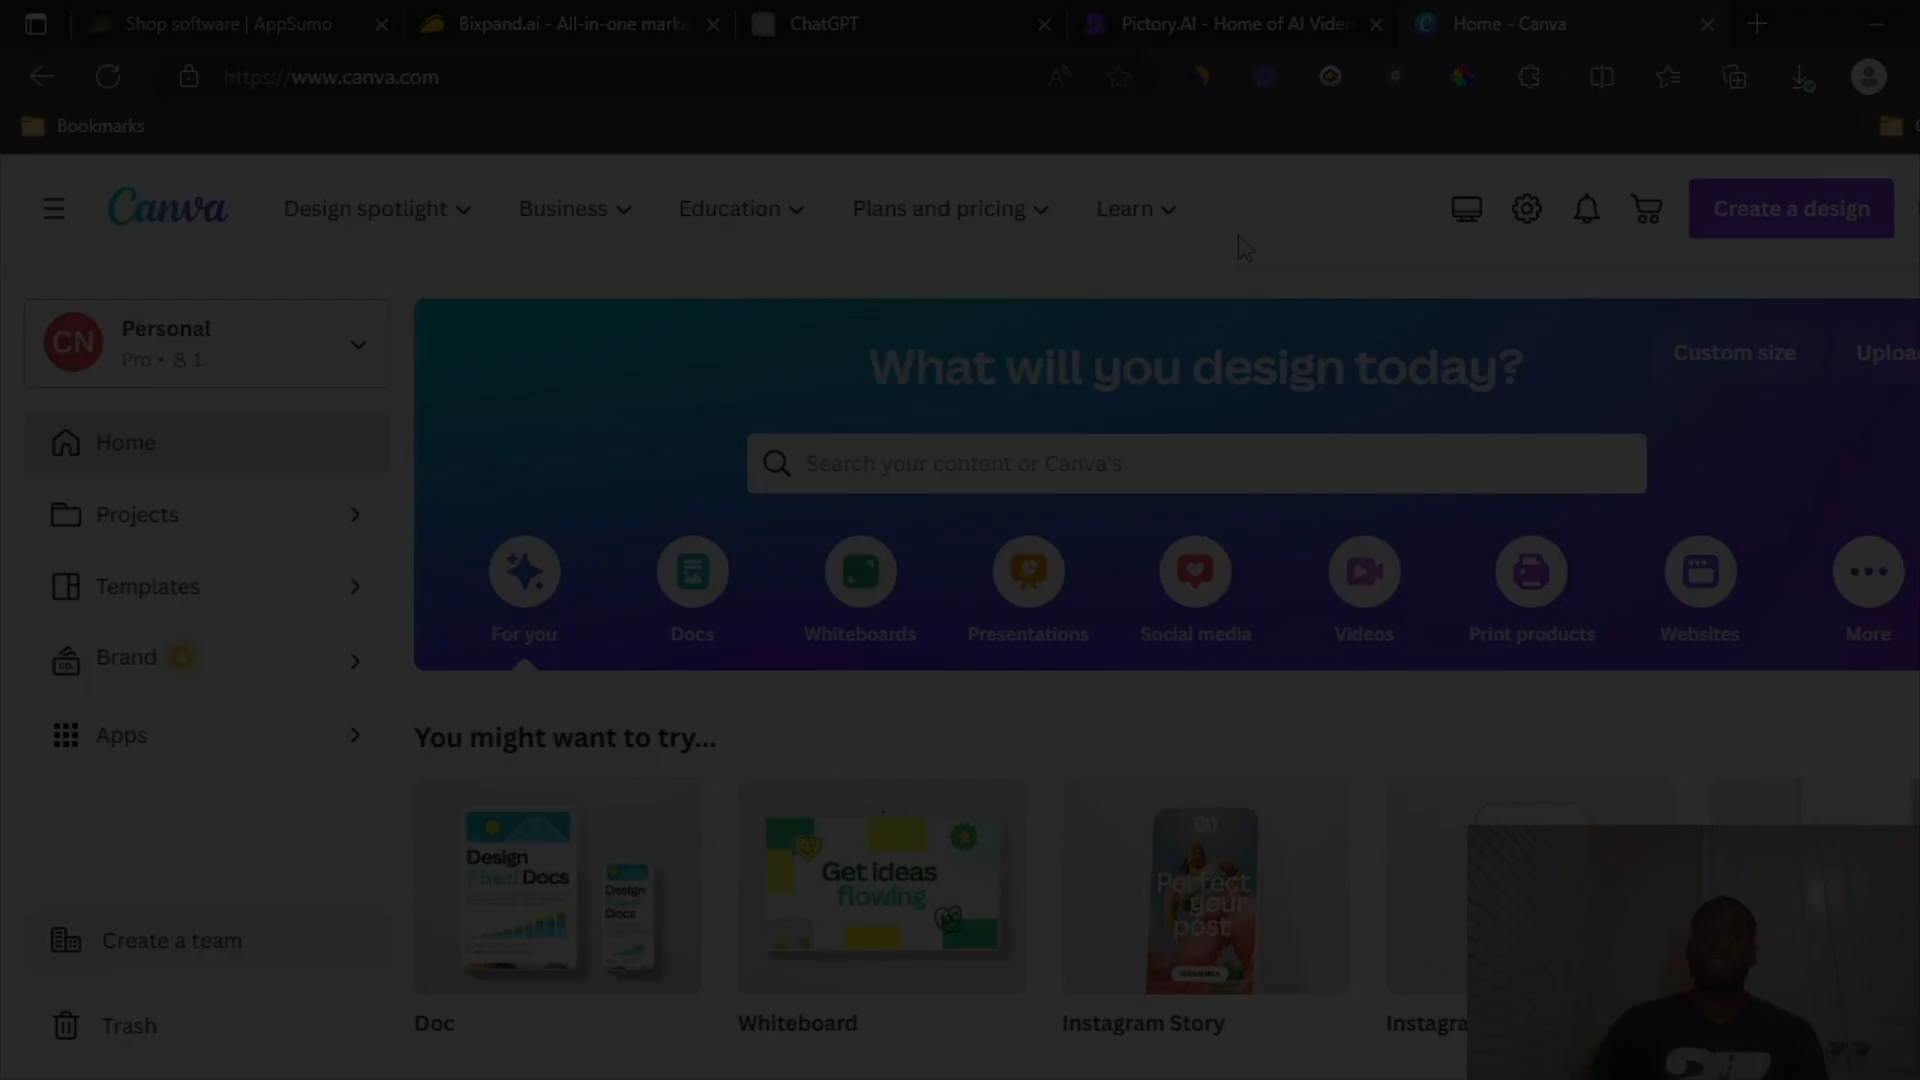 Shop software | AppSumo
Bixpand.ai - All-in-one marke
ChatGPT
Pictory.AI - Home of AI Video
Home - Canva
https://www.canva.com
Bookmarks
Canva
Design spotlight
Business
Education
Plans and pricing
Learn
Create a design
CN
Personal
Pro • 1
What will you design today?
Custom size
Uploa
Search your content or Canva's
Home
Projects
Templates
Brand
CO.
Apps
For you
Docs
Whiteboards
Presentations
Social media
Videos
Print products
Websites
More
You might want to try...
Design
Visual Docs
Design
Visual
Docs
Get ideas
flowing
Perfect
your
post
Create a team
Trash
Doc
Whiteboard
Instagram Story
Instagra